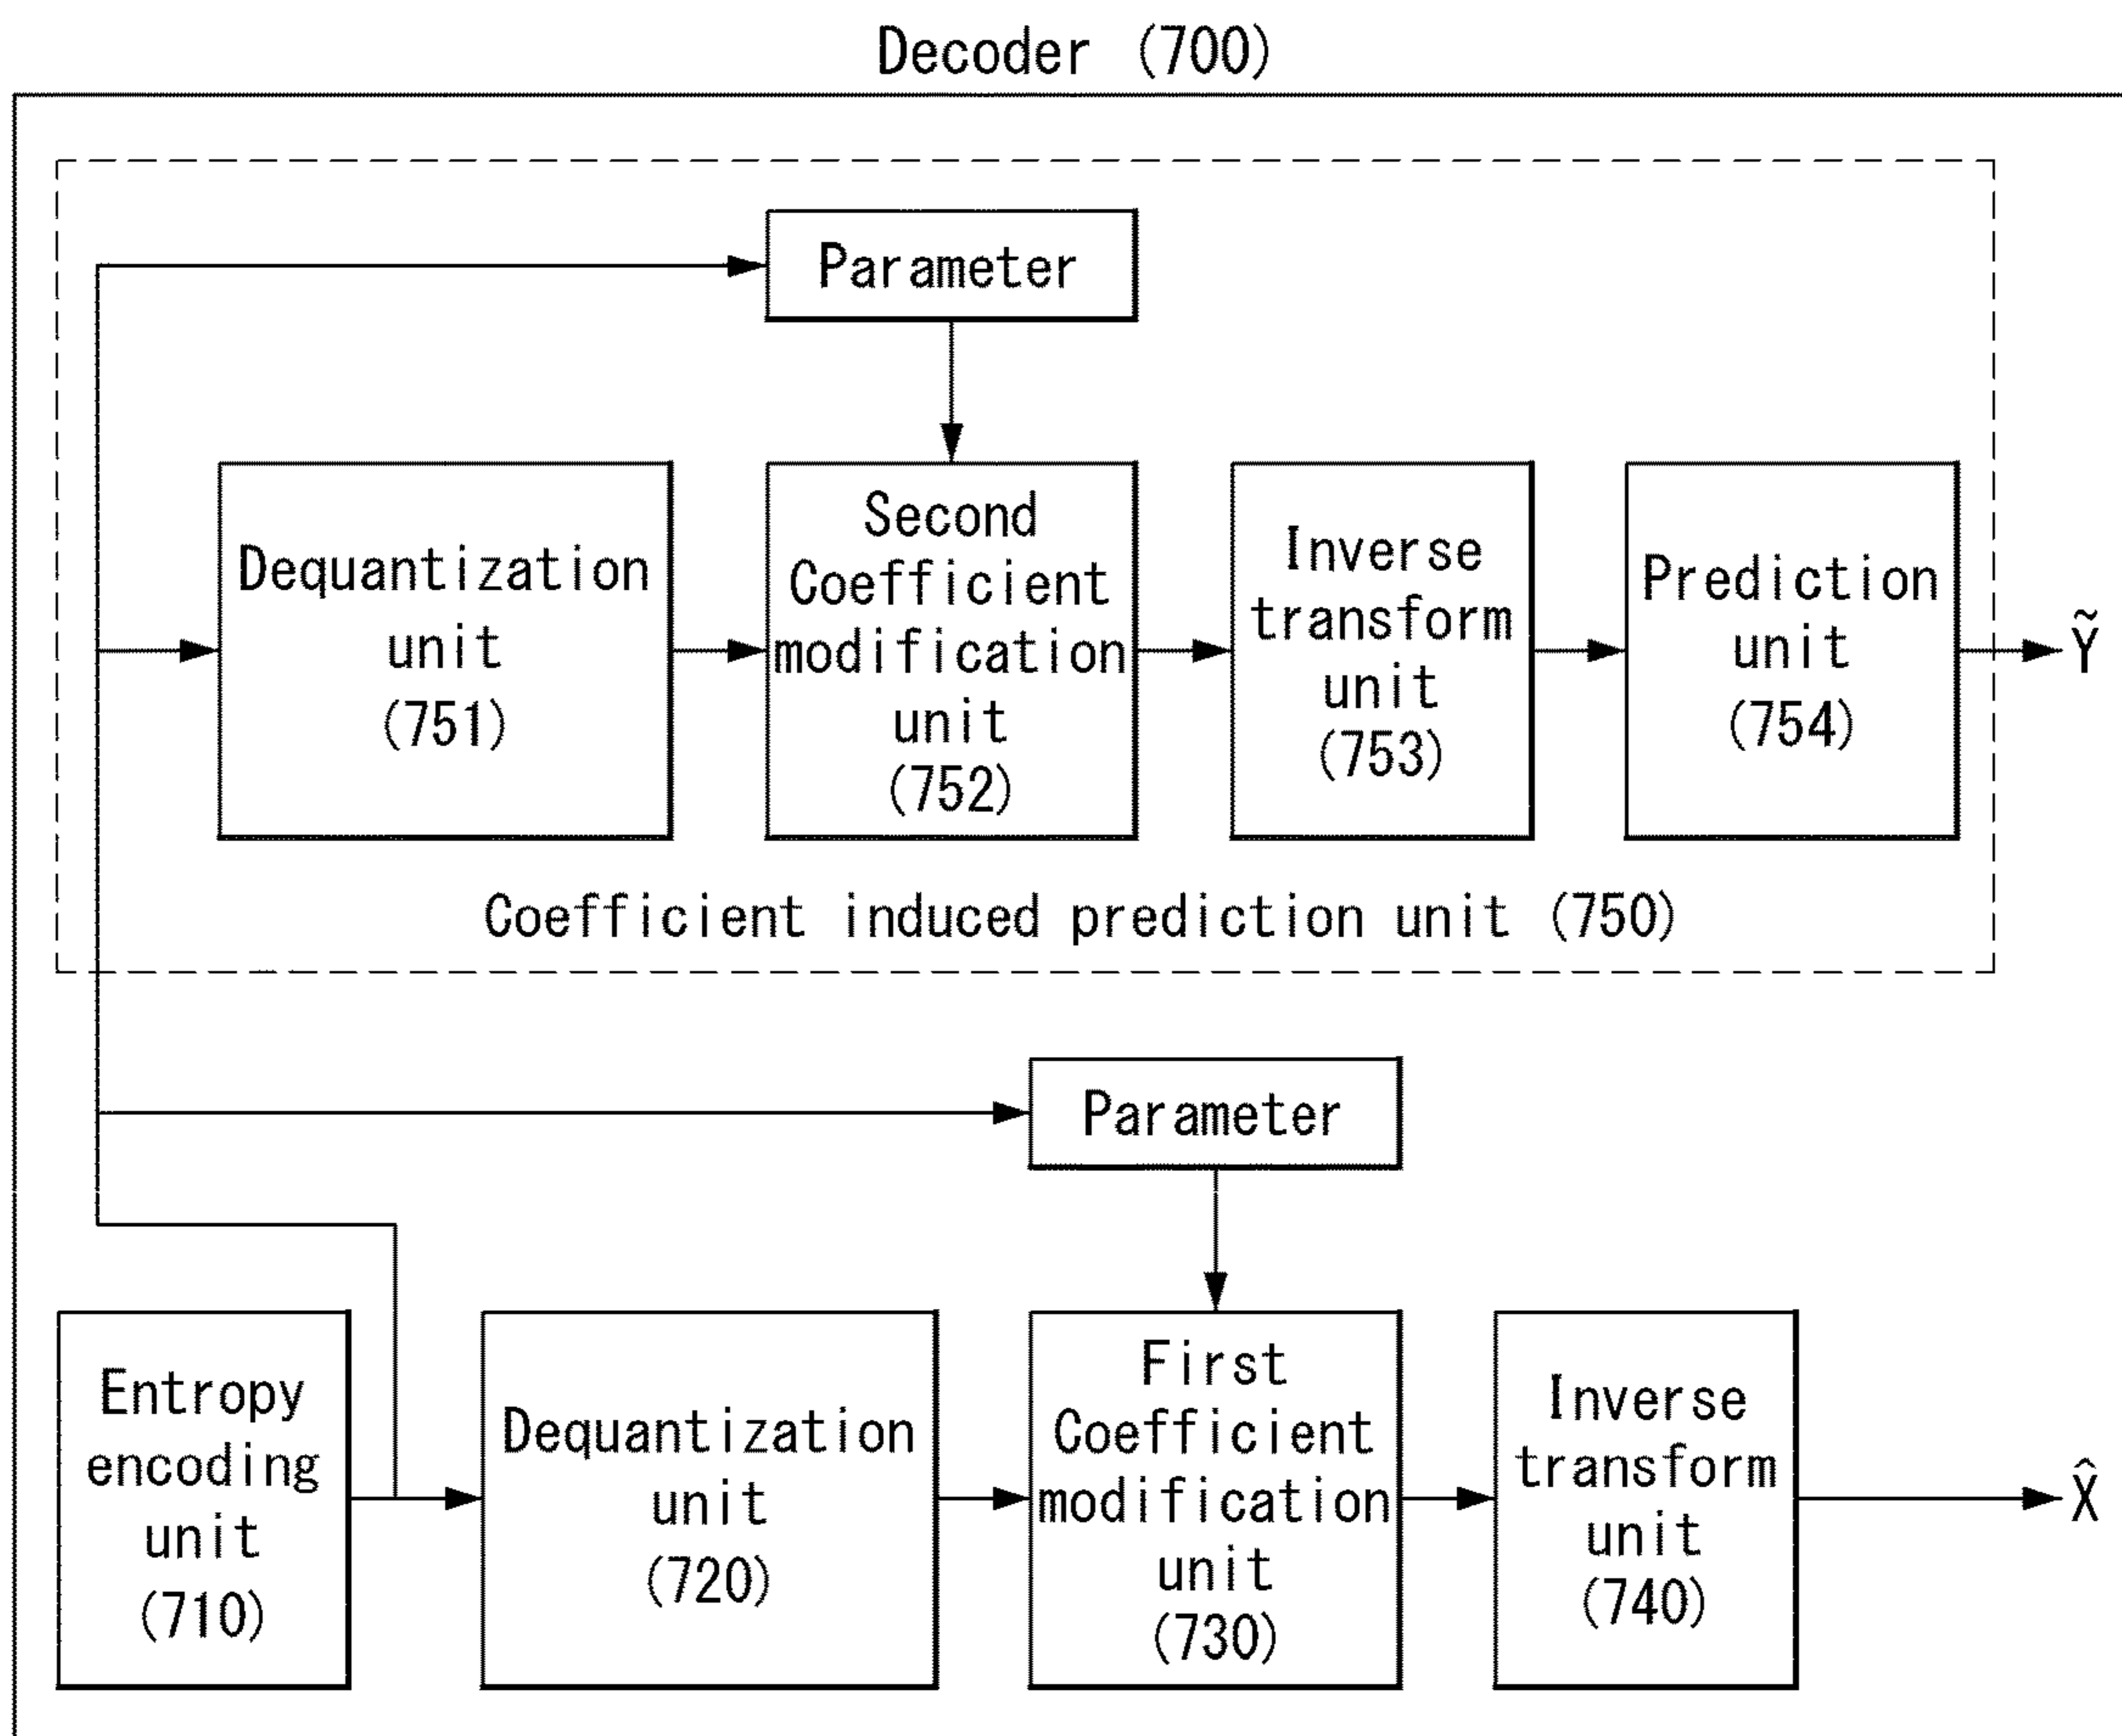 Decoder (700)
Parameter
Dequantization
unit
(751)
Second
Coefficient
modification
unit
(752)
Inverse
transform
unit
(753)
Prediction
unit
(754)
Ỹ
Coefficient induced prediction unit (750)
Parameter
Entropy
encoding
unit
(710)
Dequantization
unit
(720)
First
Coefficient
modification
unit
(730)
Inverse
transform
unit
(740)
X̂